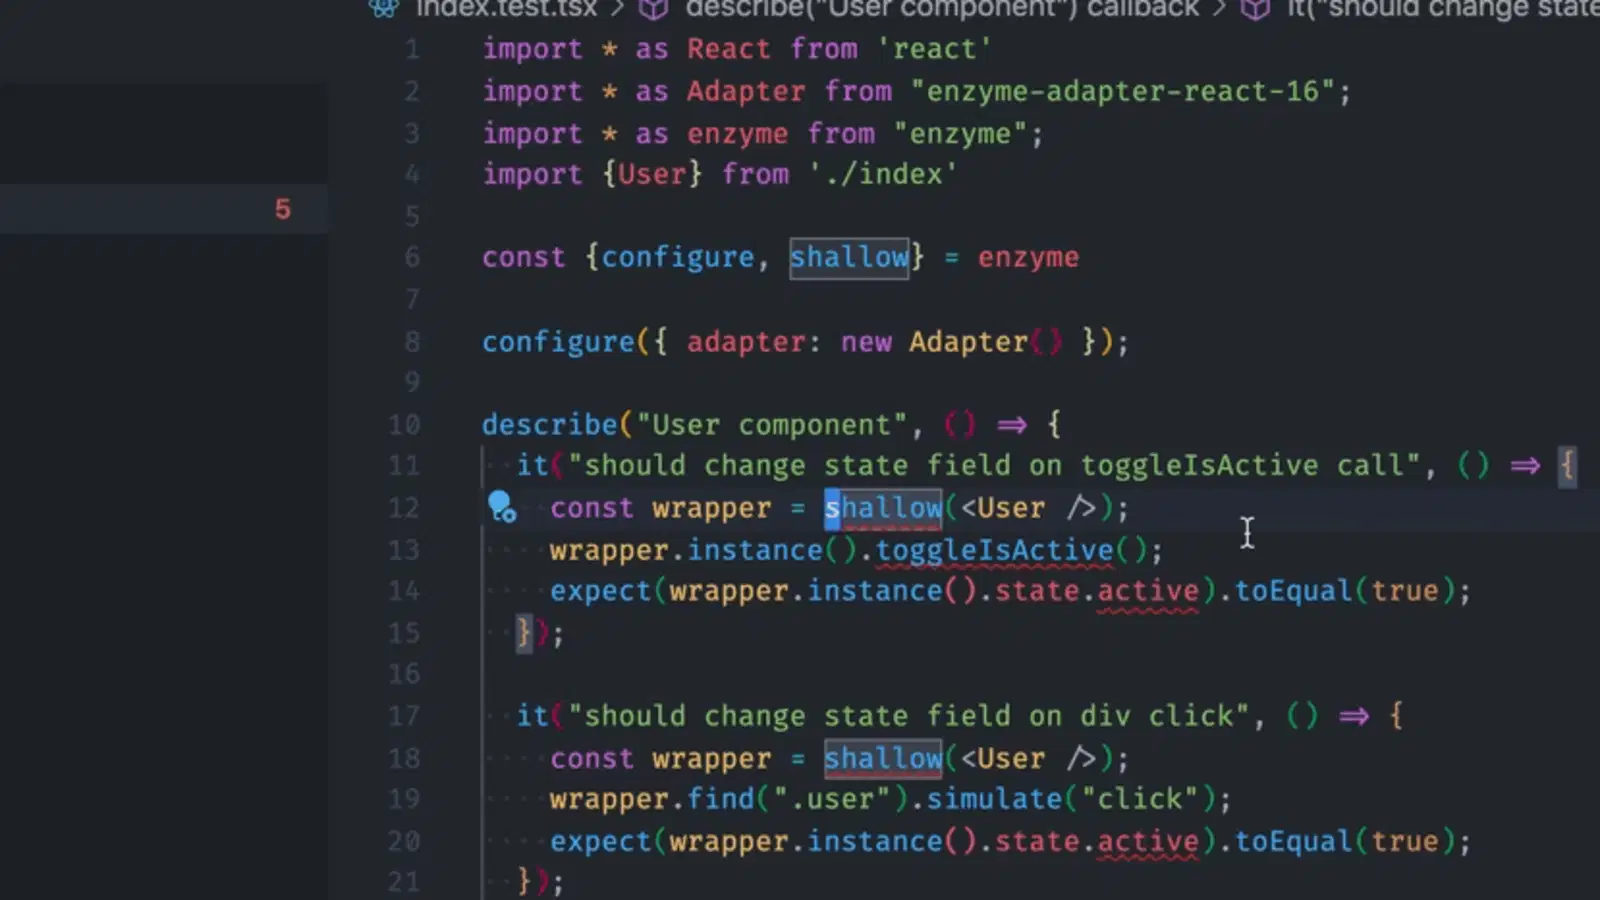 index.test.tsx > describe("User component") callback > it("should change state
1 import * as React from 'react'
2 import * as Adapter from "enzyme-adapter-react-16";
3 import * as enzyme from "enzyme";
4 import {User} from './index'
5
5
6 const {configure, shallow} = enzyme
7
8 configure({ adapter: new Adapter() });
9
10 describe("User component", () => {
11 it("should change state field on toggleIsActive call", () => {
12 const wrapper = shallow(<User />);
13 wrapper.instance().toggleIsActive();
14 expect(wrapper.instance().state.active).toEqual(true);
15 });
16
17 it("should change state field on div click", () => {
18 const wrapper = shallow(<User />);
19 wrapper.find(".user").simulate("click");
20 expect(wrapper.instance().state.active).toEqual(true);
21 });